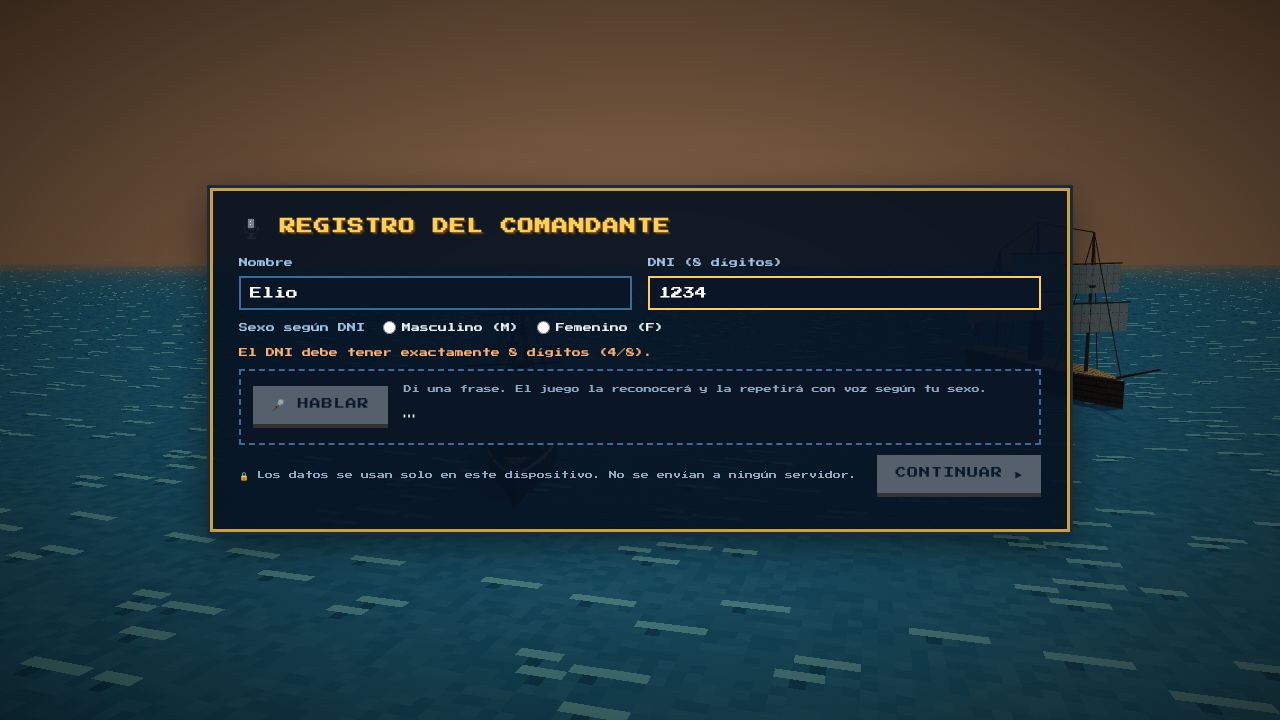 REGISTRO DEL COMANDANTE
Nombre
DNI (8 dígitos)
Elio
1234
Sexo según DNI Masculino (M) Femenino (F)
El DNI debe tener exactamente 8 dígitos (4/8).
HABLAR
Di una frase. El juego la reconocerá y la repetirá con voz según tu sexo.
...
Los datos se usan solo en este dispositivo. No se envían a ningún servidor.
CONTINUAR ▶